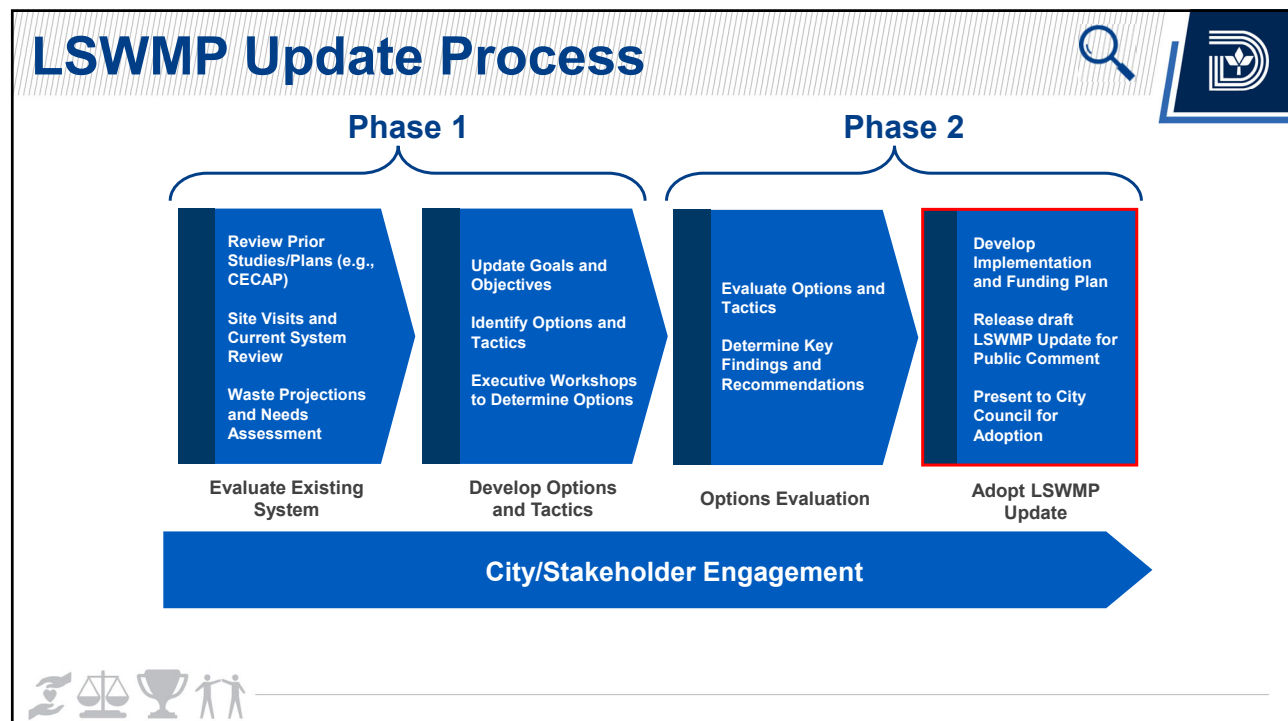 LSWMP Update Process
Phase 1
Phase 2
Review Prior
Studies/Plans (e.g.,
CECAP)
Site Visits and
Current System
Review
Waste Projections
and Needs
Assessment
Update Goals and
Objectives
Identify Options and
Tactics
Executive Workshops
to Determine Options
Evaluate Options and
Tactics
Determine Key
Findings and
Recommendations
Develop
Implementation
and Funding Plan
Release draft
LSWMP Update for
Public Comment
Present to City
Council for
Adoption
Evaluate Existing
System
Develop Options
and Tactics
Options Evaluation
Adopt LSWMP
Update
City/Stakeholder Engagement